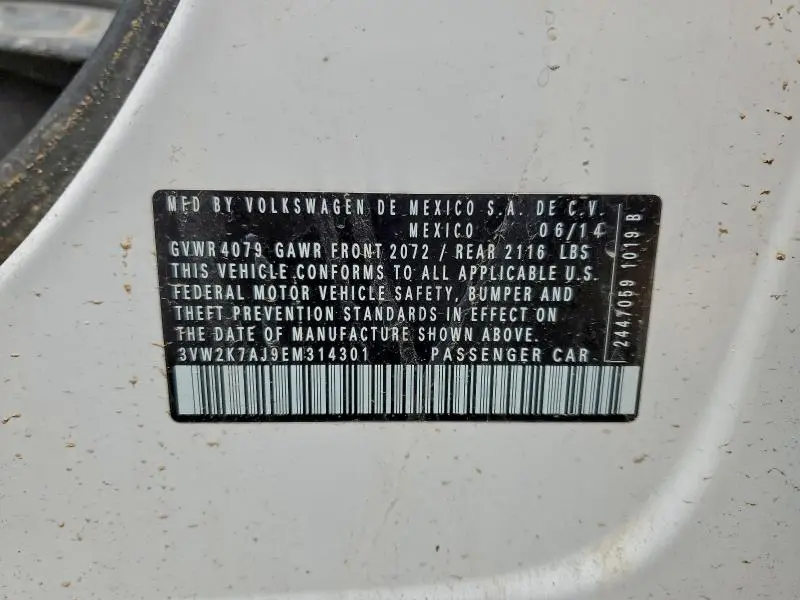 MFD BY VOLKSWAGEN DE MEXICO S.A. DE C.V.
MEXICO 06/14
GVWR 4079 GAWR FRONT 2072 / REAR 2116 LBS
THIS VEHICLE CONFORMS TO ALL APPLICABLE U.S.
FEDERAL MOTOR VEHICLE SAFETY, BUMPER AND
THEFT PREVENTION STANDARDS IN EFFECT ON
THE DATE OF MANUFACTURE SHOWN ABOVE.
3VW2K7AJ9EM314301 PASSENGER CAR
2447059 1019 B